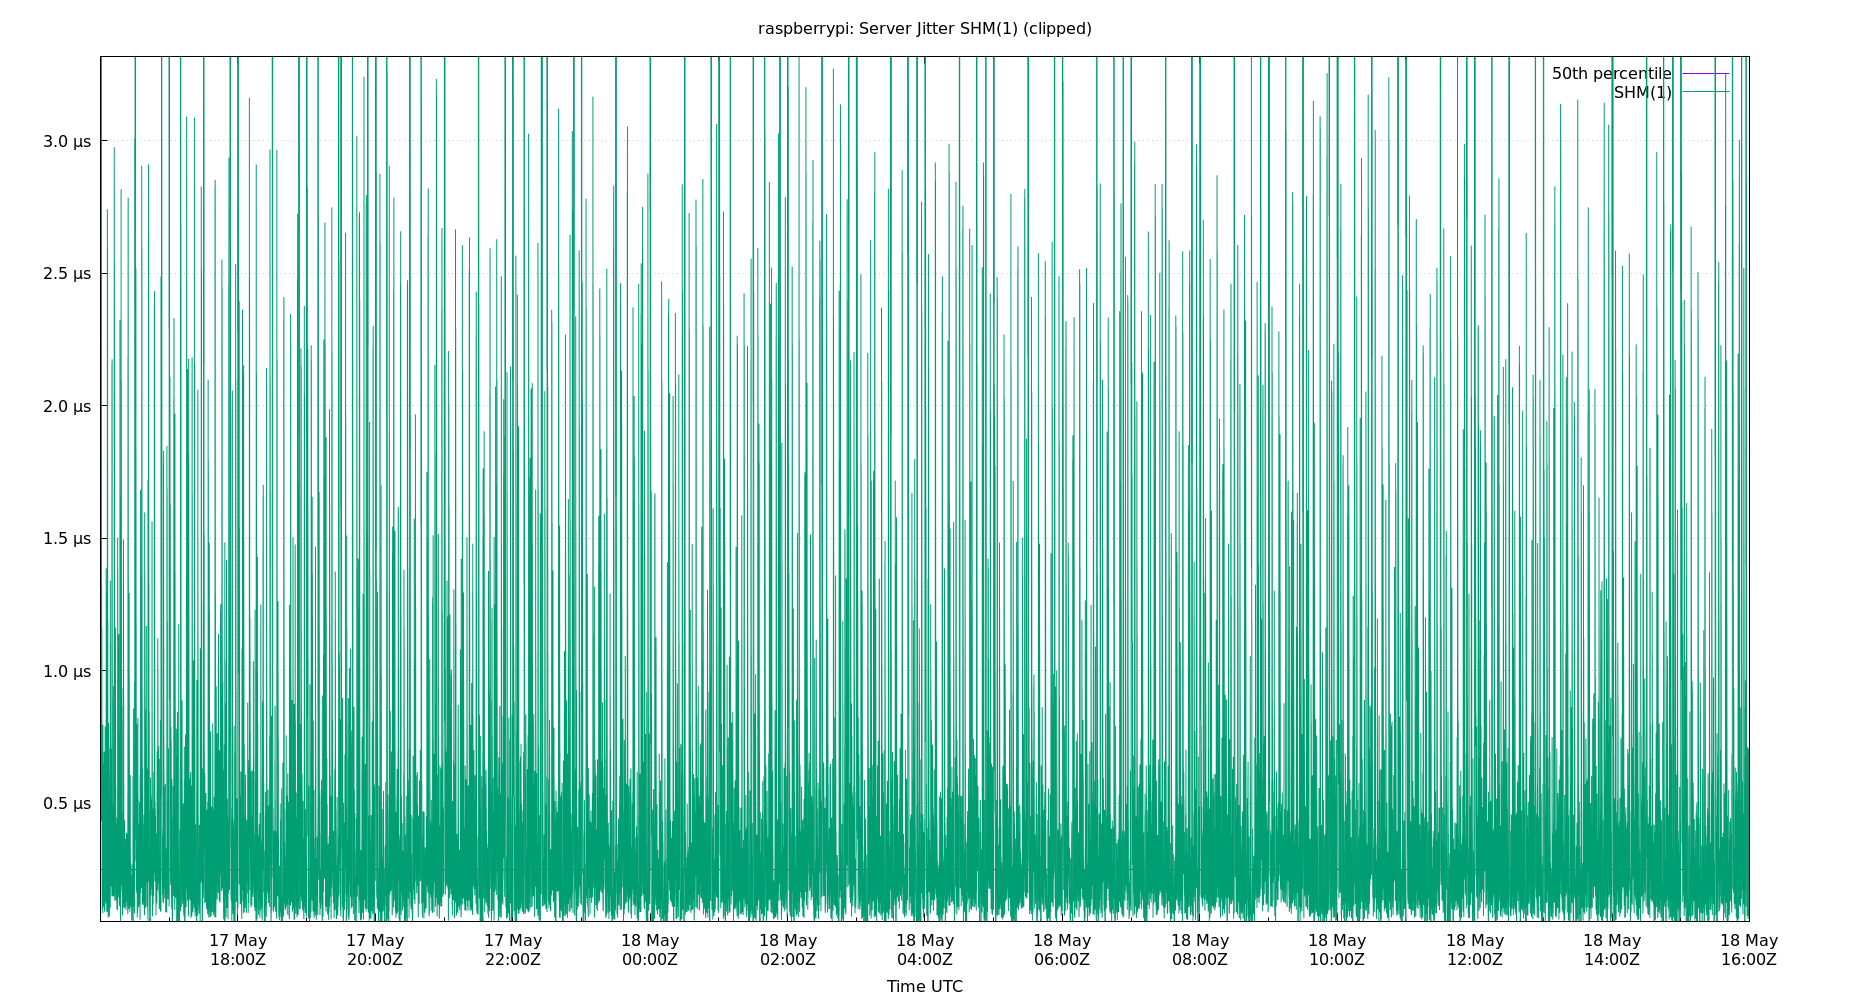 raspberrypi: Server Jitter SHM(1) (clipped)
50th percentile
SHM(1)
3.0 μs
2.5 μs
2.0 μs
1.5 μs
1.0 μs
0.5 μs
17 May 17 May 17 May 18 May 18 May 18 May 18 May 18 May 18 May 18 May 18 May 18 May
18:00Z 20:00Z 22:00Z 00:00Z 02:00Z 04:00Z 06:00Z 08:00Z 10:00Z 12:00Z 14:00Z 16:00Z
Time UTC